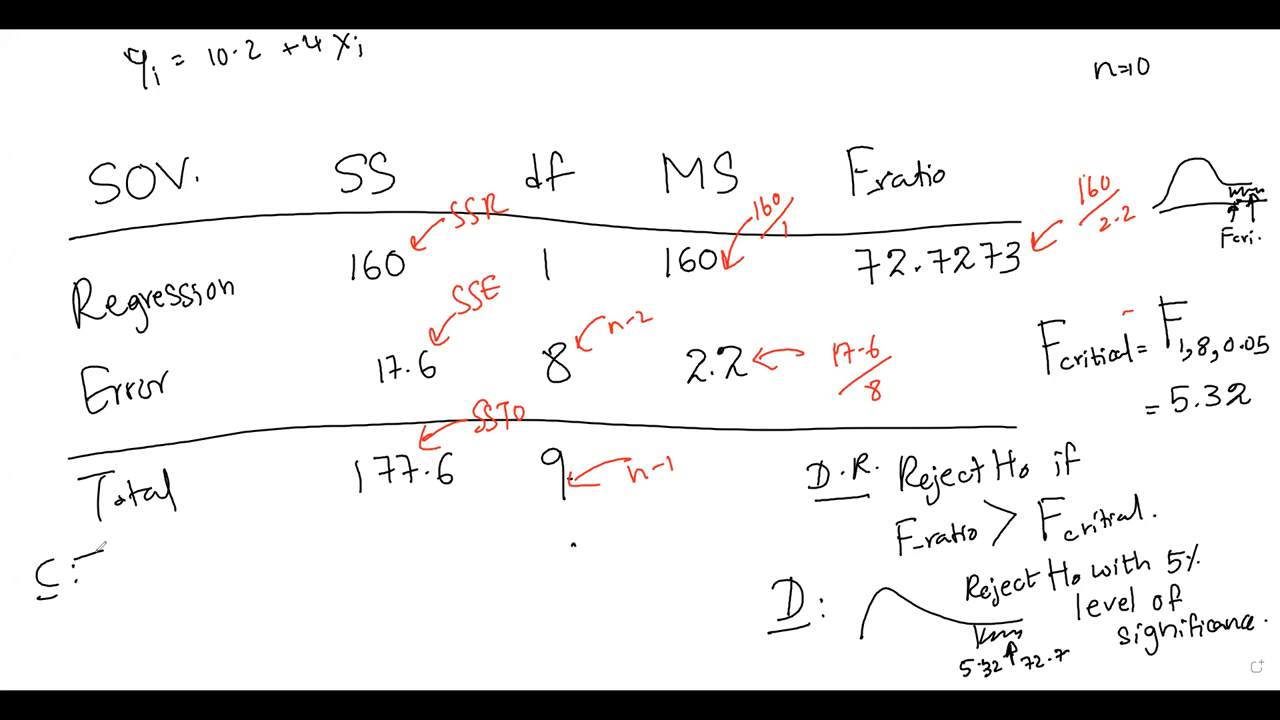 Yi = 10.2 + 4 Xi
n=10
SOV. SS df MS F_ratio
Regression 160 1 160 72.7273
SSR
160/1
160/2.2
Fcri.
Error 17.6 8 2.2
SSE
n-2
17.6/8
Fcritical = F1,8,0.05
= 5.32
Total 177.6 9
SSTO
n-1
D.R. Reject Ho if
F_ratio > Fcritical.
D: Reject Ho with 5%
level of
significance.
5.32 72.7
C: